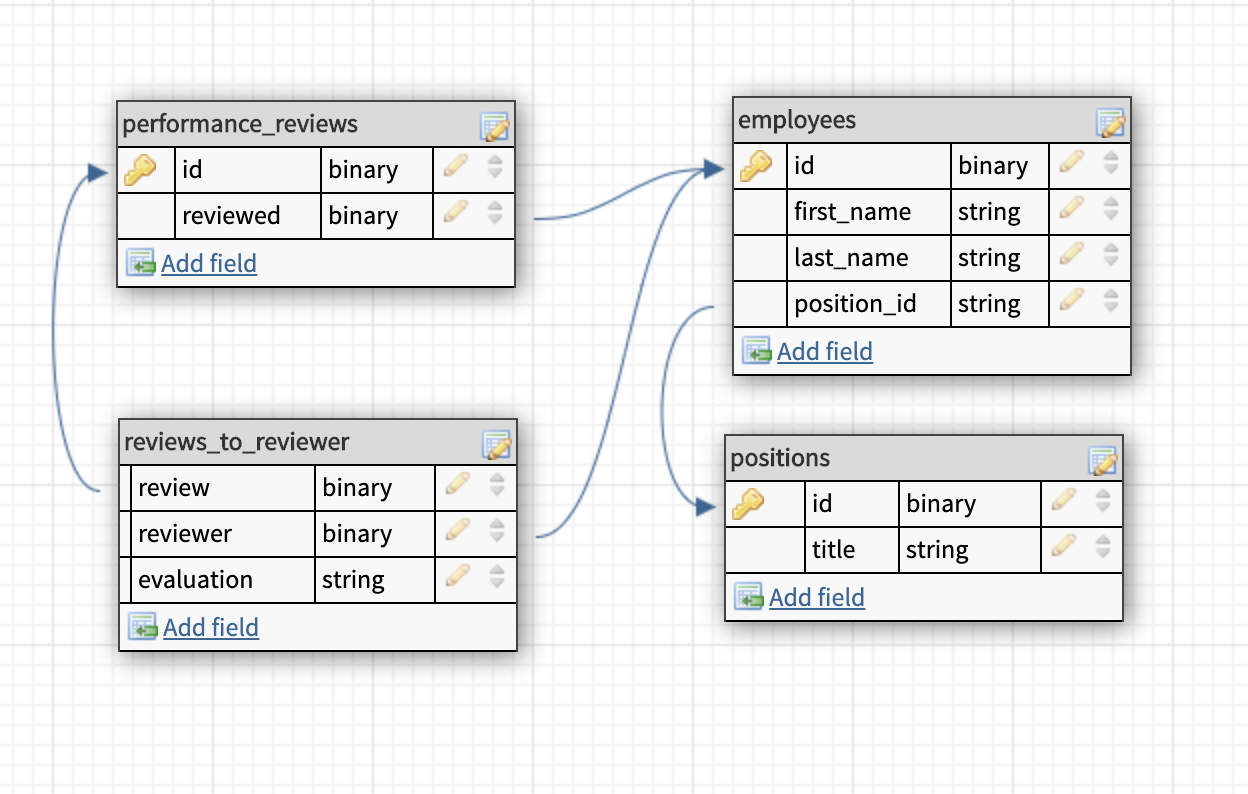 performance_reviews
id binary
reviewed binary
Add field
employees
id binary
first_name string
last_name string
position_id string
Add field
reviews_to_reviewer
review binary
reviewer binary
evaluation string
Add field
positions
id binary
title string
Add field